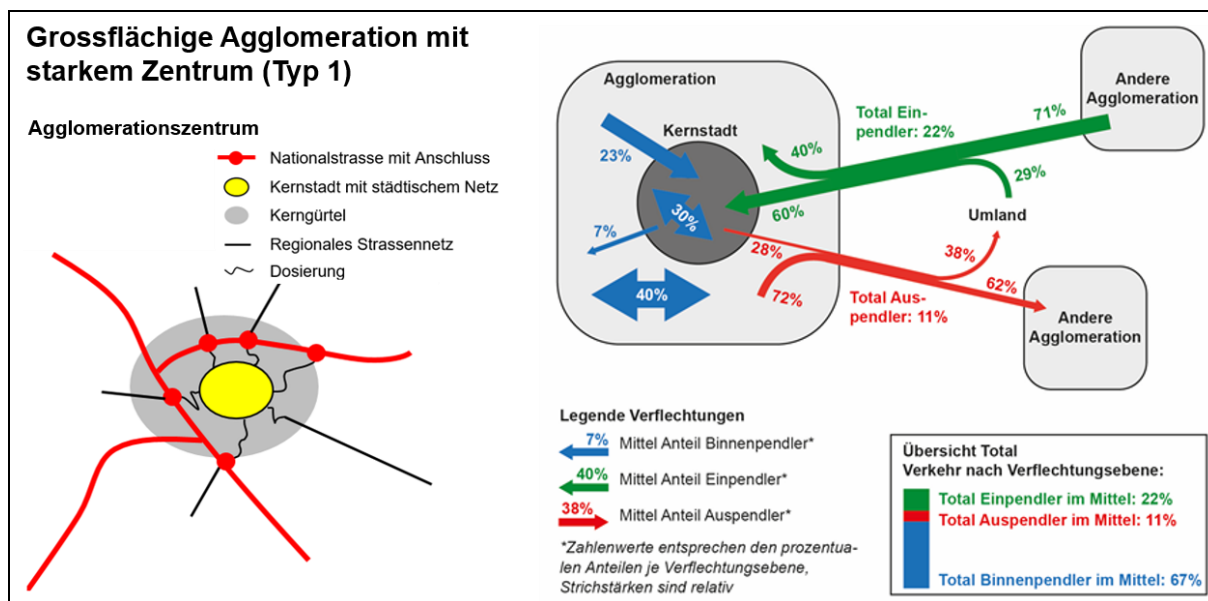 Grossflächige Agglomeration mit
starkem Zentrum (Typ 1)
Agglomerationszentrum
Nationalstrasse mit Anschluss
Kernstadt mit städtischem Netz
Kerngürtel
Regionales Strassennetz
Dosierung
Agglomeration
Kernstadt
23%
30%
7%
40%
Andere
Agglomeration
71%
Total Ein-
pendler: 22%
40%
29%
60%
Umland
28%
38%
72%
62%
Total Aus-
pendler: 11%
Andere
Agglomeration
Legende Verflechtungen
7% Mittel Anteil Binnenpendler*
40% Mittel Anteil Einpendler*
38% Mittel Anteil Auspendler*
*Zahlenwerte entsprechen den prozentua-
len Anteilen je Verflechtungsebene,
Strichstärken sind relativ
Übersicht Total
Verkehr nach Verflechtungsebene:
Total Einpendler im Mittel: 22%
Total Auspendler im Mittel: 11%
Total Binnenpendler im Mittel: 67%